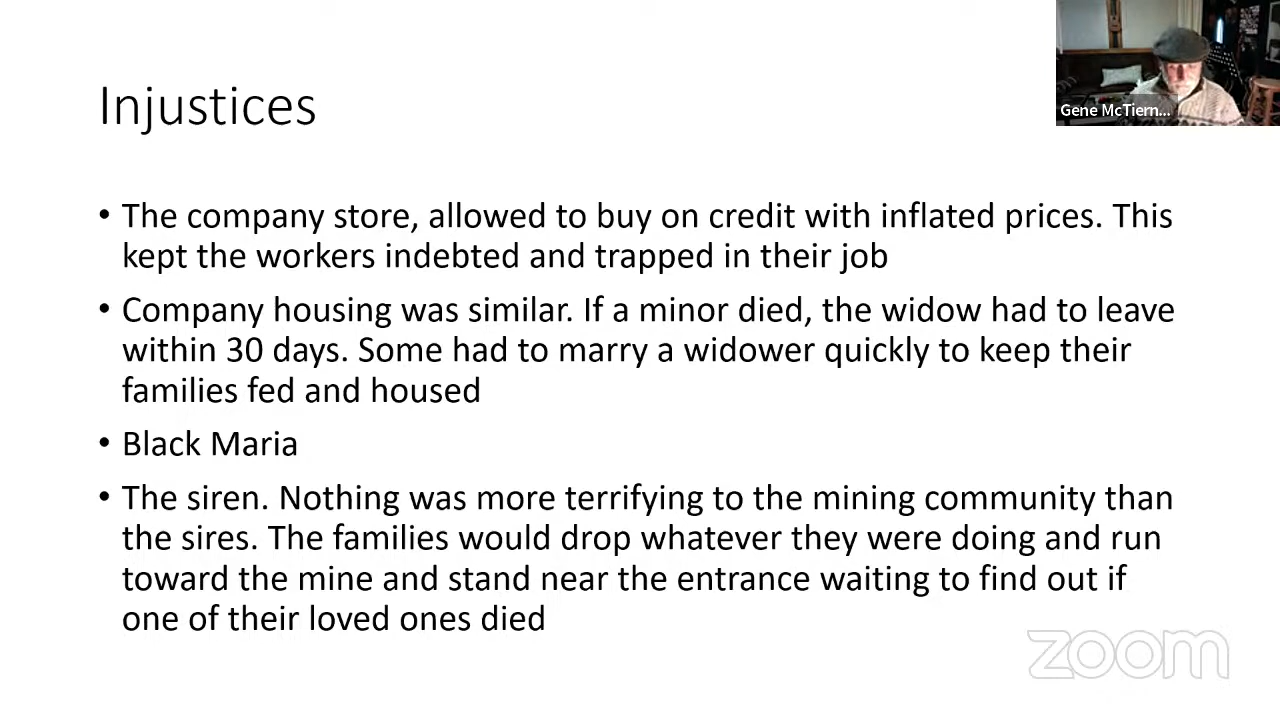 Injustices
Gene McTiern...
• The company store, allowed to buy on credit with inflated prices. This
kept the workers indebted and trapped in their job
• Company housing was similar. If a minor died, the widow had to leave
within 30 days. Some had to marry a widower quickly to keep their
families fed and housed
• Black Maria
• The siren. Nothing was more terrifying to the mining community than
the sires. The families would drop whatever they were doing and run
toward the mine and stand near the entrance waiting to find out if
one of their loved ones died
zoom